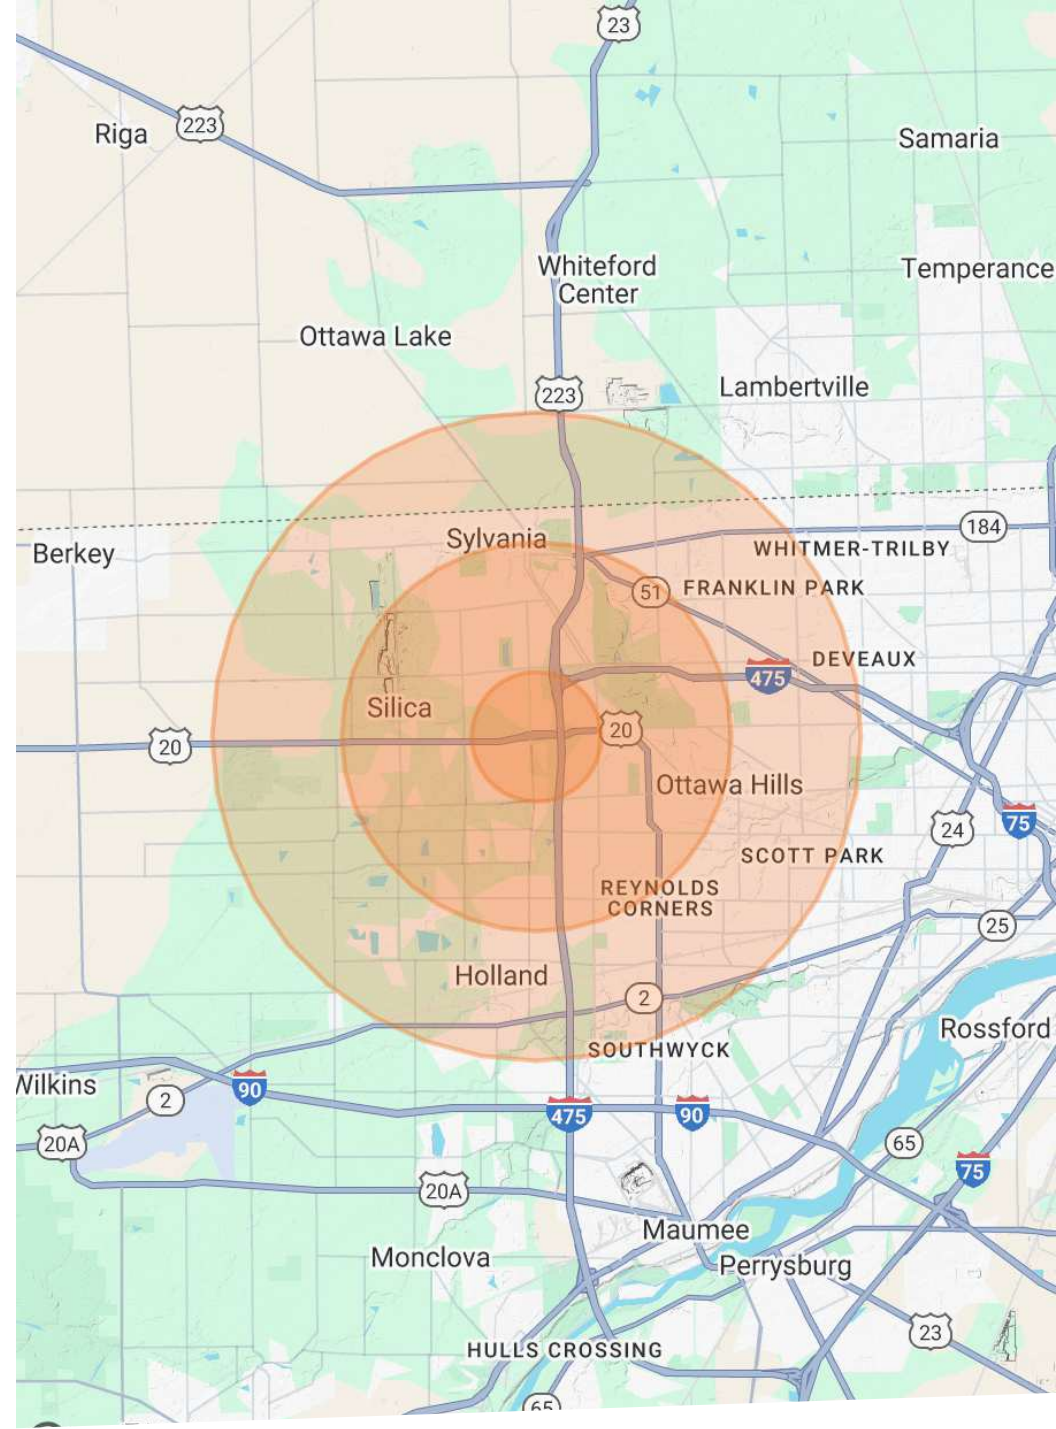 23
Riga
223
Samaria
Whiteford
Center
Temperance
Ottawa Lake
223
Lambertville
Sylvania
184
Berkey
WHITMER-TRILBY
51
FRANKLIN PARK
DEVEAUX
475
Silica
20
20
Ottawa Hills
24
75
SCOTT PARK
REYNOLDS
CORNERS
25
Holland
2
Rossford
SOUTHWYCK
Wilkins
90
2
475
90
20A
65
75
20A
Maumee
Monclova
Perrysburg
23
HULLS CROSSING
65